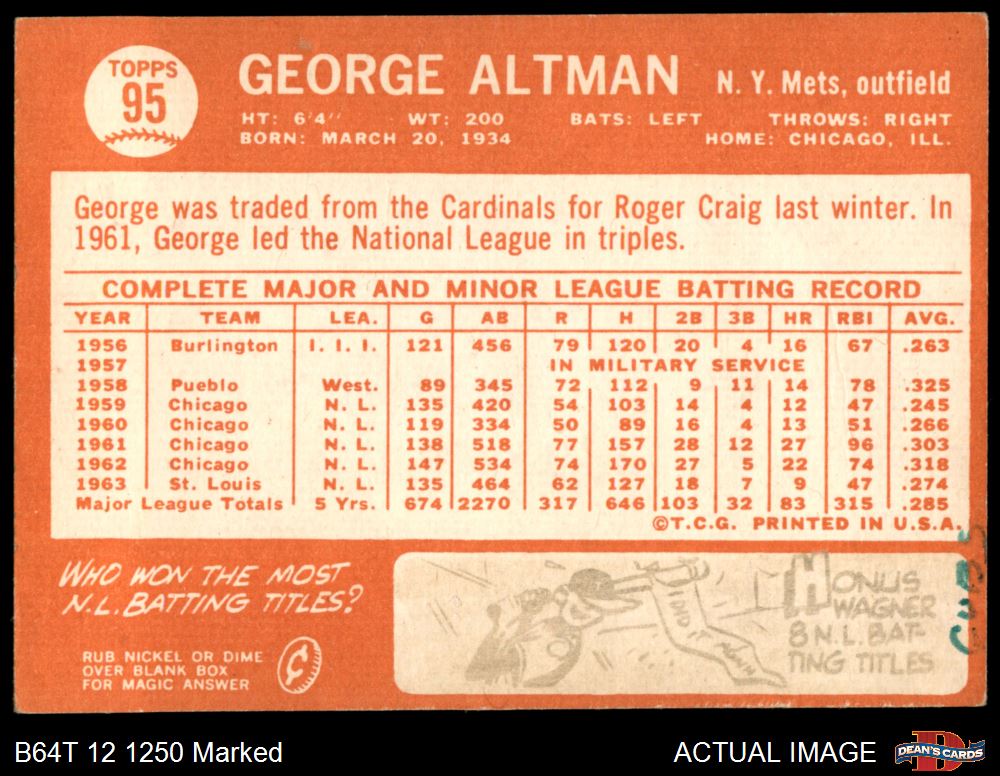 TOPPS
95
GEORGE ALTMAN N. Y. Mets, outfield
HT: 6'4" WT: 200 BATS: LEFT THROWS: RIGHT
BORN: MARCH 20, 1934 HOME: CHICAGO, ILL.
George was traded from the Cardinals for Roger Craig last winter. In
1961, George led the National League in triples.
COMPLETE MAJOR AND MINOR LEAGUE BATTING RECORD
YEAR TEAM LEA. G AB R H 2B 3B HR RBI AVG.
1956 Burlington I. I. I. 121 456 79 120 20 4 16 67 .263
1957 IN MILITARY SERVICE
1958 Pueblo West. 89 345 72 112 9 11 14 78 .325
1959 Chicago N. L. 135 420 54 103 14 4 12 47 .245
1960 Chicago N. L. 119 334 50 89 16 4 13 51 .266
1961 Chicago N. L. 138 518 77 157 28 12 27 96 .303
1962 Chicago N. L. 147 534 74 170 27 5 22 74 .318
1963 St. Louis N. L. 135 464 62 127 18 7 9 47 .274
Major League Totals 5 Yrs. 674 2270 317 646 103 32 83 315 .285
©T.C.G. PRINTED IN U.S.A.
WHO WON THE MOST
N.L. BATTING TITLES?
RUB NICKEL OR DIME
OVER BLANK BOX
FOR MAGIC ANSWER
HONUS
WAGNER
8 N.L. BAT-
TING TITLES
CUBS
B64T 12 1250 Marked ACTUAL IMAGE DEAN'S CARDS